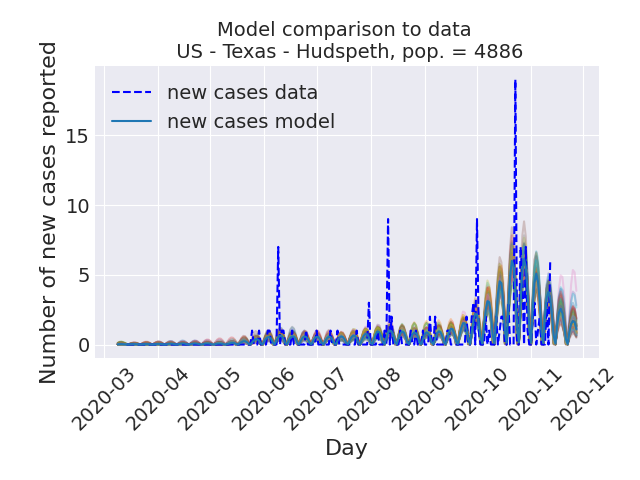 Model comparison to data
US - Texas - Hudspeth, pop. = 4886
new cases data
new cases model
Number of new cases reported
15
10
5
0
2020-03
2020-04
2020-05
2020-06
2020-07
2020-08
2020-09
2020-10
2020-11
2020-12
Day